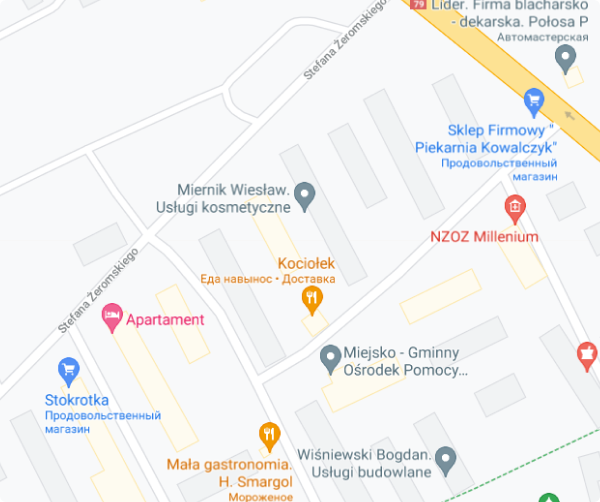 79
Lider. Firma blacharsko
- dekarska. Połosa P
Автомастерская
Stefana Żeromskiego
Sklep Firmowy "
Piekarnia Kowalczyk"
Продовольственный
магазин
Miernik Wiesław.
Usługi kosmetyczne
NZOZ Millenium
Kociołek
Еда навынос • Доставка
Stefana Żeromskiego
Apartament
Miejsko - Gminny
Ośrodek Pomocy...
Stokrotka
Продовольственный
магазин
Mała gastronomia.
H. Smargol
Мороженое
Wiśniewski Bogdan.
Usługi budowlane